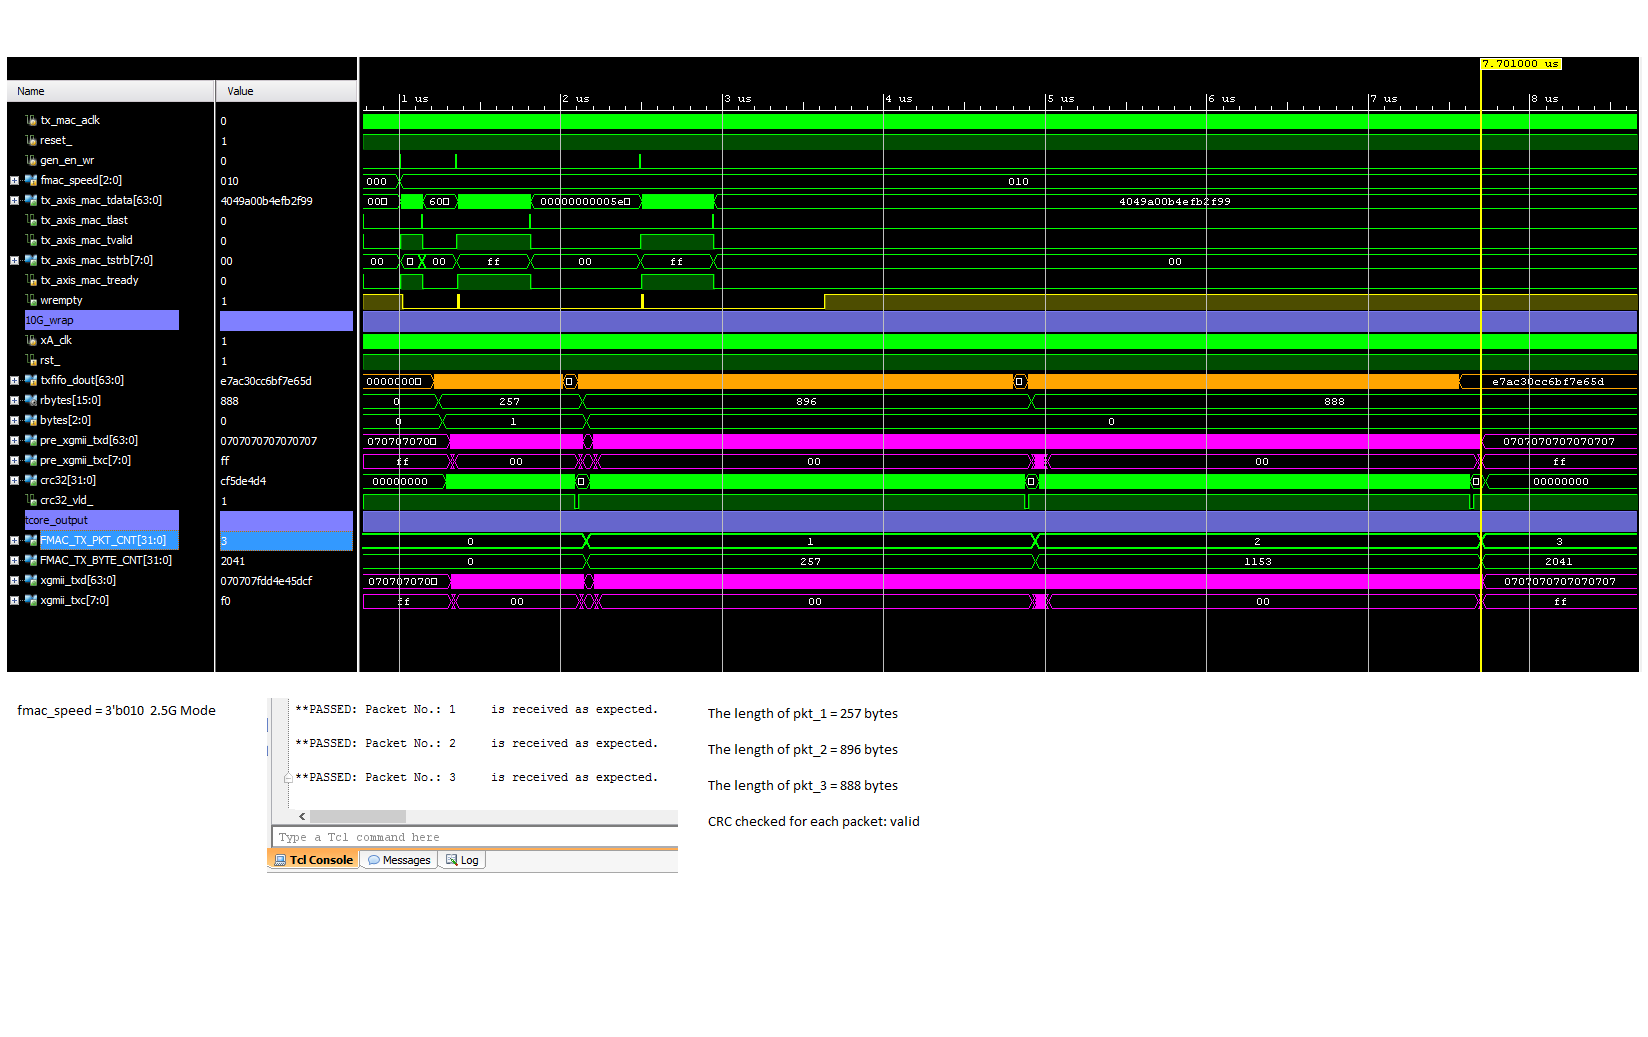 7.701000 us
Name Value
1 us 2 us 3 us 4 us 5 us 6 us 7 us 8 us
tx_mac_aclk 0
reset_ 1
gen_en_wr 0
fmac_speed[2:0] 010 000 010
tx_axis_mac_tdata[63:0] 4049a00b4efb2f99 00 60 00000000005e 4049a00b4efb2f99
tx_axis_mac_tlast 0
tx_axis_mac_tvalid 0
tx_axis_mac_tstrb[7:0] 00 00 00 ff 00 ff 00
tx_axis_mac_tready 0
wrempty 1
10G_wrap
xA_clk 1
rst_ 1
txfifo_dout[63:0] e7ac30cc6bf7e65d 0000000 e7ac30cc6bf7e65d
rbytes[15:0] 888 0 257 896 888
bytes[2:0] 0 0 1 0
pre_xgmii_txd[63:0] 0707070707070707 070707070 0707070707070707
pre_xgmii_txc[7:0] ff ff 00 00 00 ff
crc32[31:0] cf5de4d4 00000000 00000000
crc32_vld_ 1
tcore_output
FMAC_TX_PKT_CNT[31:0] 3 0 1 2 3
FMAC_TX_BYTE_CNT[31:0] 2041 0 257 1153 2041
xgmii_txd[63:0] 070707fdd4e45dcf 070707070 0707070707070707
xgmii_txc[7:0] f0 ff 00 00 00 ff
fmac_speed = 3'b010 2.5G Mode
**PASSED: Packet No.: 1 is received as expected.
**PASSED: Packet No.: 2 is received as expected.
**PASSED: Packet No.: 3 is received as expected.
Type a Tcl command here
Tcl Console Messages Log
The length of pkt_1 = 257 bytes
The length of pkt_2 = 896 bytes
The length of pkt_3 = 888 bytes
CRC checked for each packet: valid